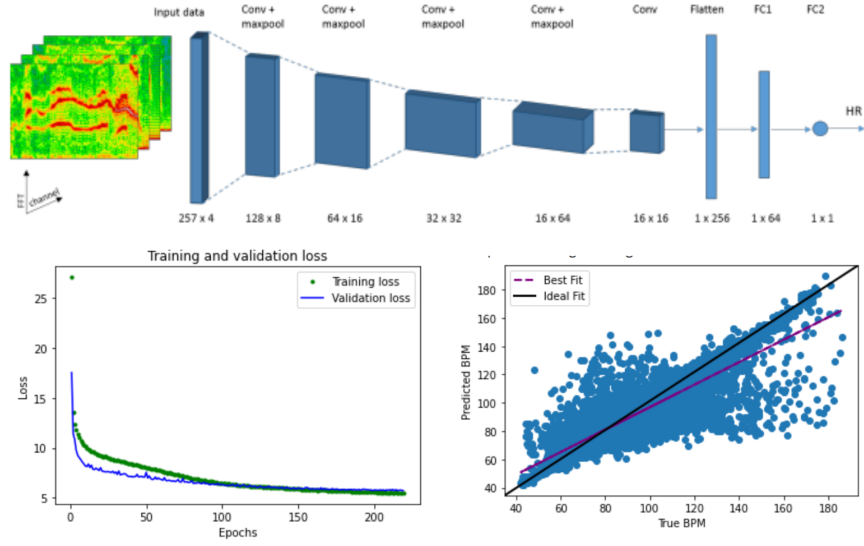 Input data
Conv +
maxpool
Conv +
maxpool
Conv +
maxpool
Conv +
maxpool
Conv
Flatten
FC1
FC2
HR
FFT
channel
257 x 4
128 x 8
64 x 16
32 x 32
16 x 64
16 x 16
1 x 256
1 x 64
1 x 1
Training and validation loss
Training loss
Validation loss
25
20
15
10
5
Loss
0
50
100
150
200
Epochs
Best Fit
Ideal Fit
180
160
140
120
100
80
60
40
Predicted BPM
40
60
80
100
120
140
160
180
True BPM